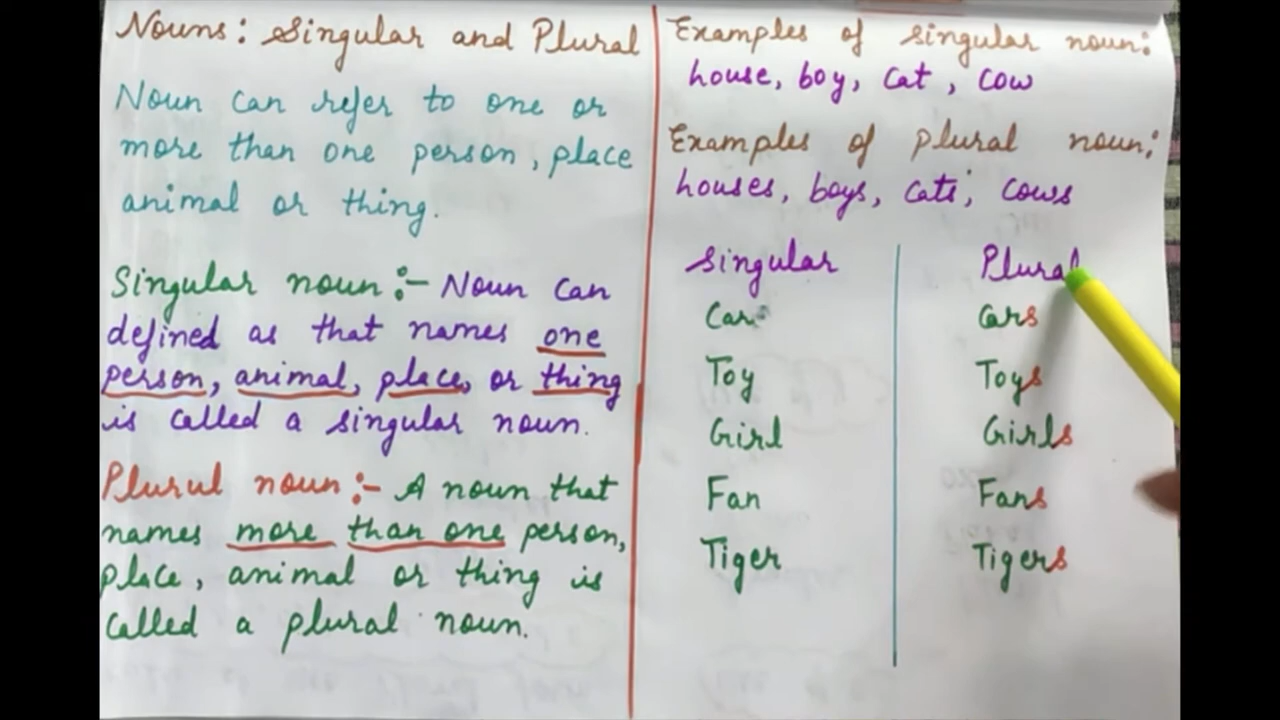 Nouns: Singular and Plural
Noun can refer to one or
more than one person, place
animal or thing.
Singular noun :- Noun can
defined as that names one
person, animal, place, or thing
is called a singular noun.
Plurul noun :- A noun that
names more than one person,
place, animal or thing is
called a plural noun.
Examples of singular noun:
house, boy, cat, cow
Examples of plural noun:
houses, boys, cats, cows
Singular Plural
Car Cars
Toy Toys
Girl Girls
Fan Fans
Tiger Tigers